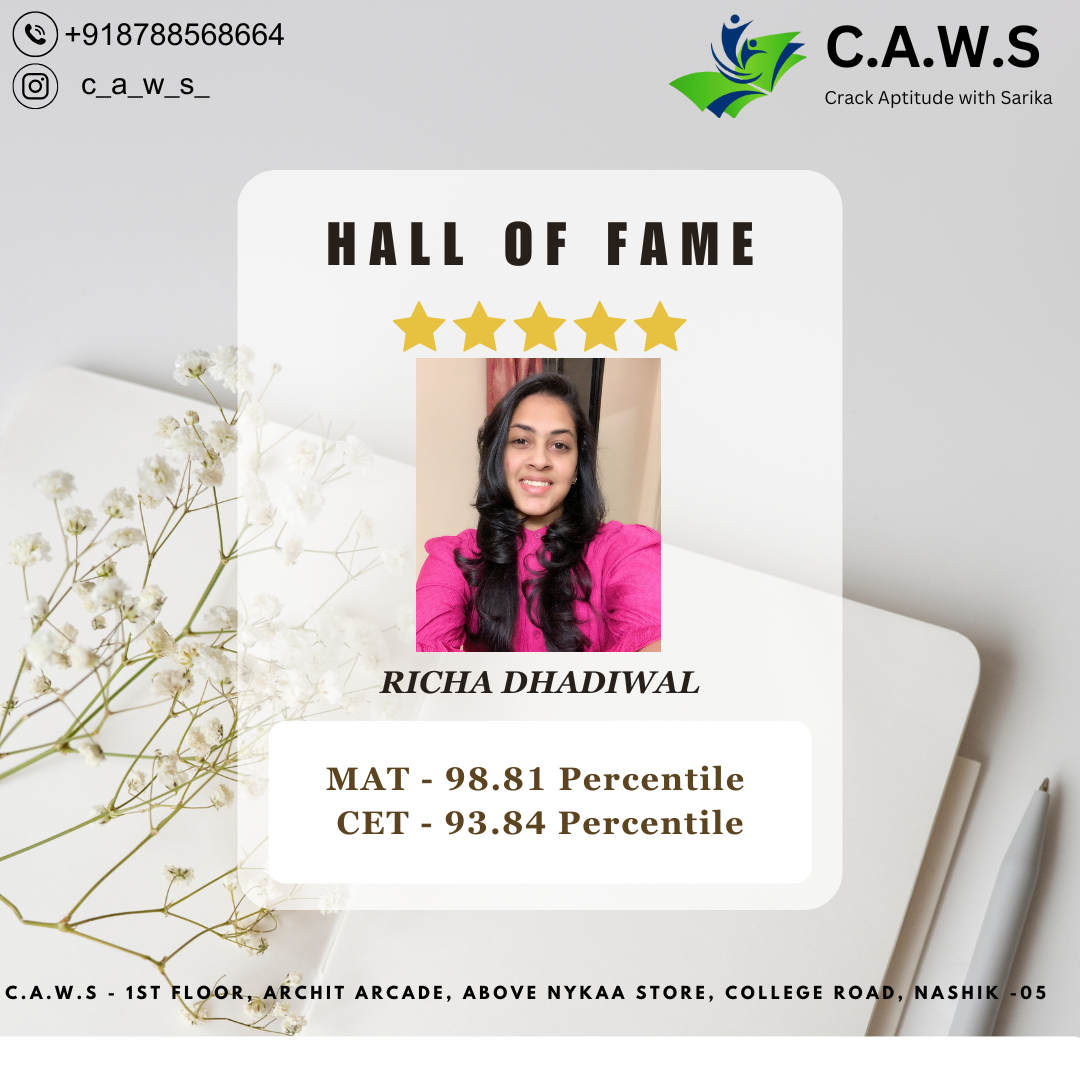 +918788568664
c_a_w_s_
C.A.W.S
Crack Aptitude with Sarika
HALL OF FAME
RICHA DHADIWAL
MAT - 98.81 Percentile
CET - 93.84 Percentile
C.A.W.S - 1ST FLOOR, ARCHIT ARCADE, ABOVE NYKAA STORE, COLLEGE ROAD, NASHIK -05